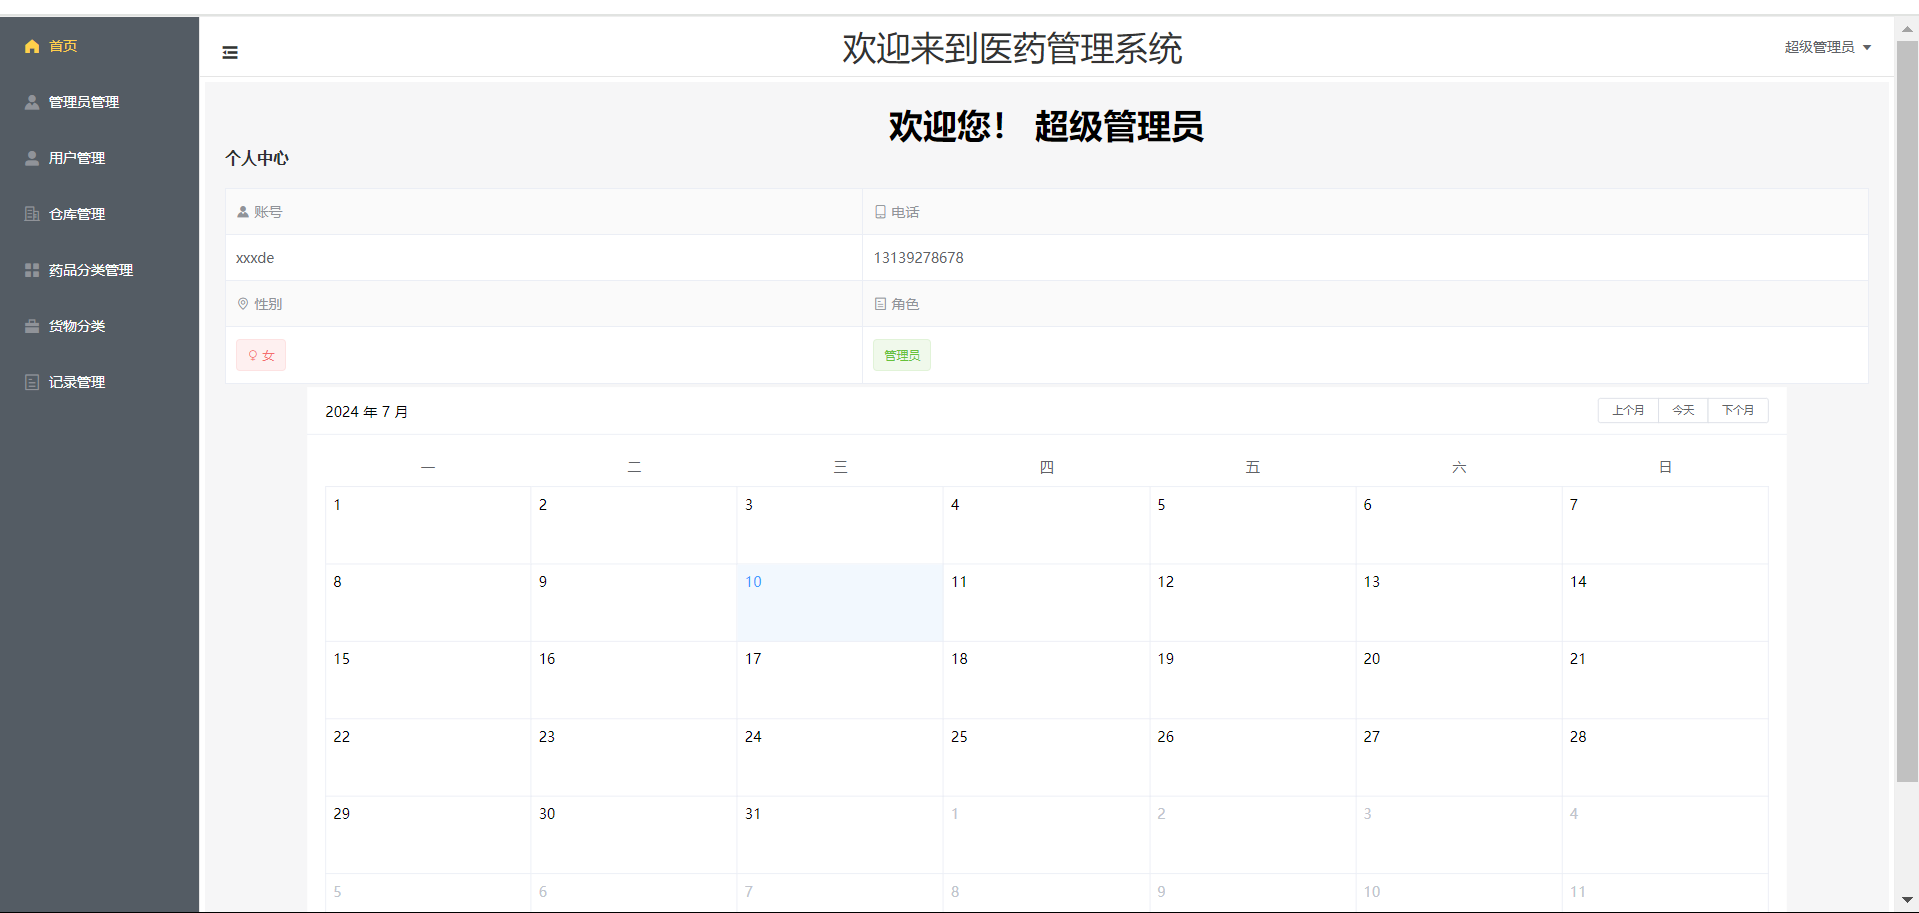 首页
管理员管理
用户管理
仓库管理
药品分类管理
货物分类
记录管理
欢迎来到医药管理系统
超级管理员
欢迎您！ 超级管理员
个人中心
账号 电话
xxxde 13139278678
性别 角色
女 管理员
2024 年 7 月 上个月 今天 下个月
一 二 三 四 五 六 日
1 2 3 4 5 6 7
8 9 10 11 12 13 14
15 16 17 18 19 20 21
22 23 24 25 26 27 28
29 30 31 1 2 3 4
5 6 7 8 9 10 11